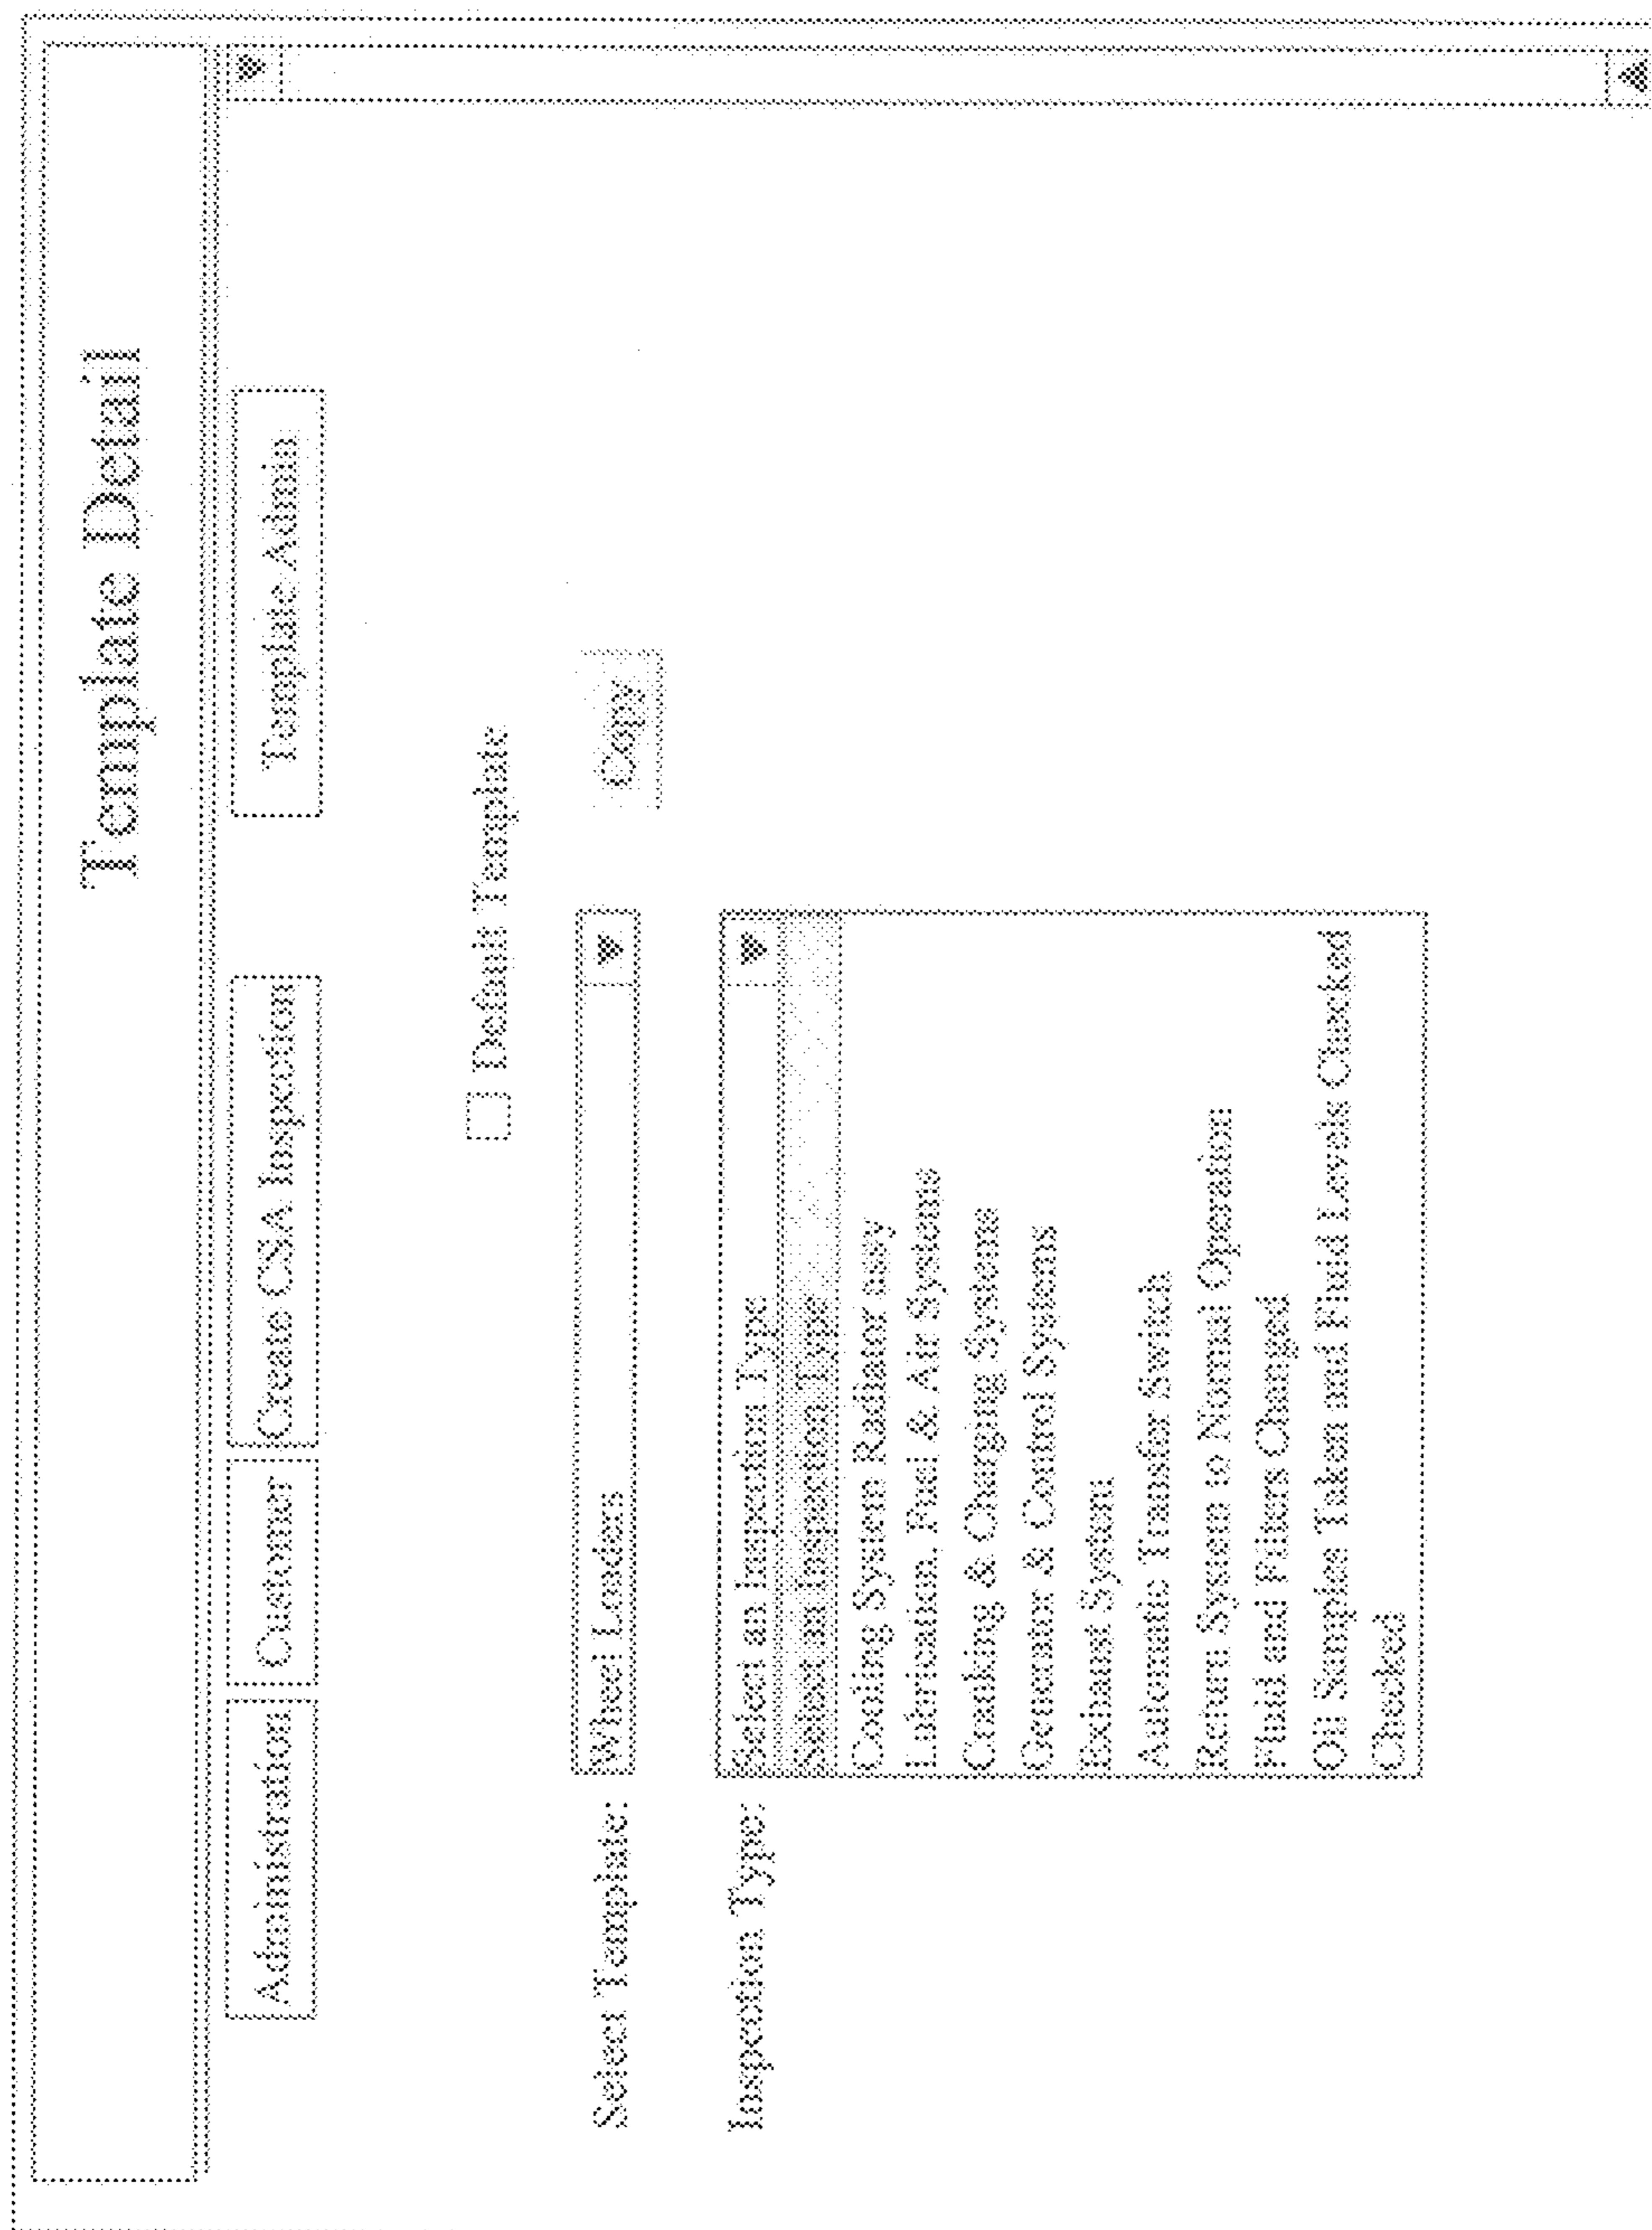 Template Detail
Administration Customer Create CSA Inspection Template Admin
Default Template
Select Template: Wheel Loaders Copy
Inspection Type: Select an Inspection Type
Select an Inspection Type
Cooling System Radiator assy
Lubrication, Fuel & Air Systems
Cranking & Charging Systems
Generator & Control Systems
Exhaust System
Automatic Transfer Switch
Return System to Normal Operation
Fluid and Filters Changed
Oil Samples Taken and Fluid Levels Checked
Checked